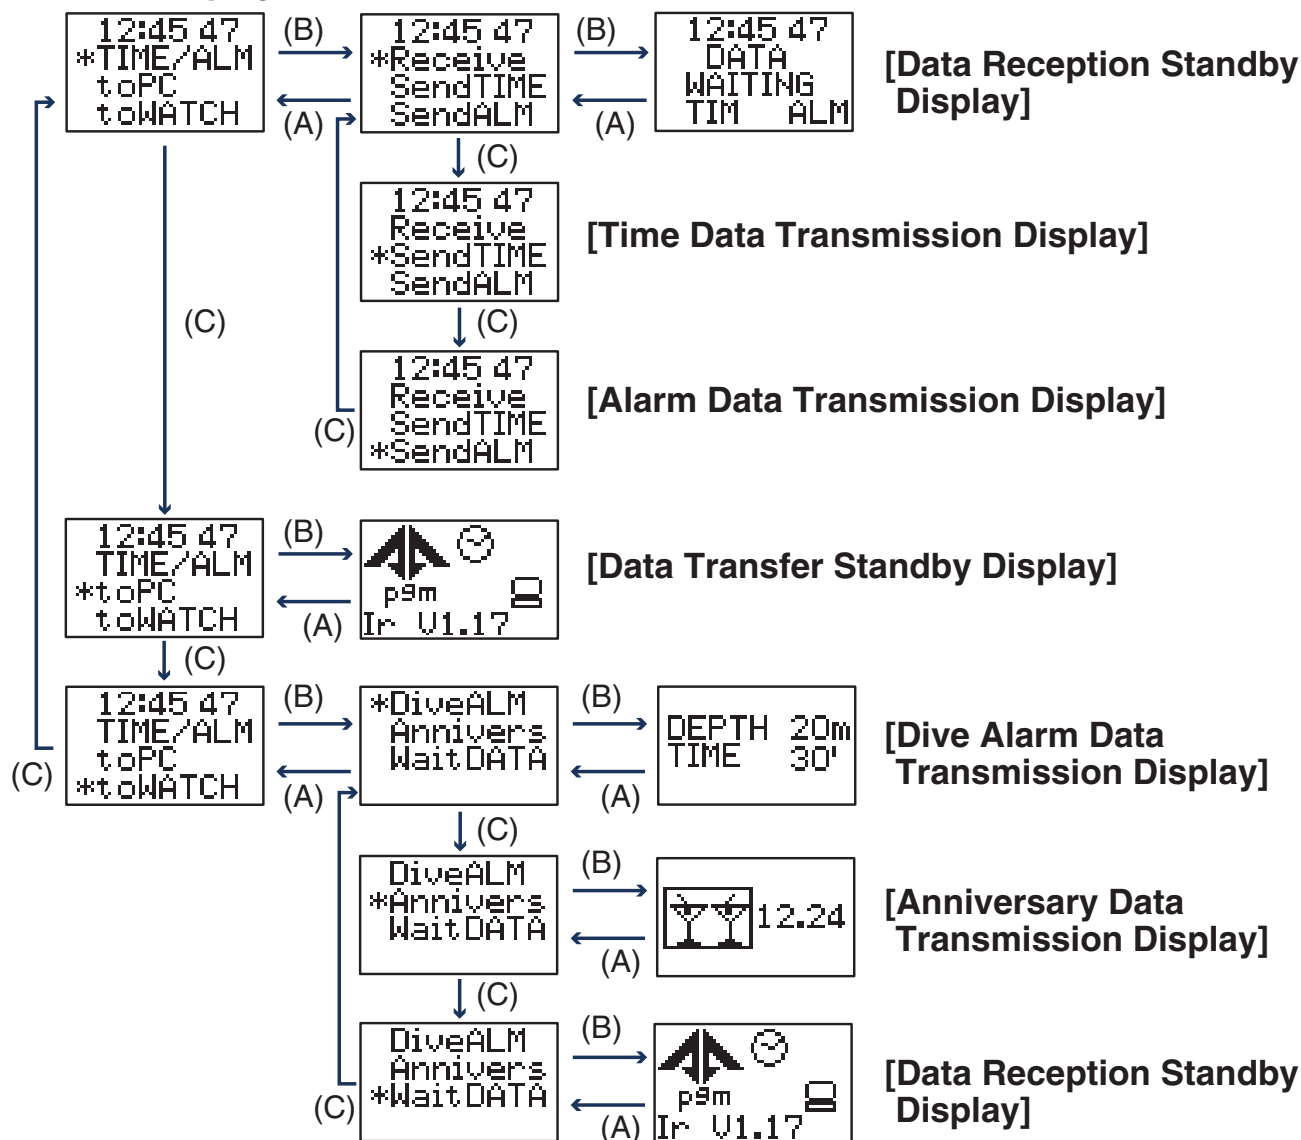 12:45 47
*TIME/ALM
toPC
toWATCH
(B)
(A)
12:45 47
*Receive
SendTIME
SendALM
(B)
(A)
12:45 47
DATA
WAITING
TIM ALM
[Data Reception Standby
Display]
(C)
12:45 47
Receive
*SendTIME
SendALM
[Time Data Transmission Display]
(C)
(C)
12:45 47
Receive
SendTIME
*SendALM
[Alarm Data Transmission Display]
(C)
12:45 47
TIME/ALM
*toPC
toWATCH
(B)
(A)
pgm
Ir V1.17
[Data Transfer Standby Display]
(C)
12:45 47
TIME/ALM
toPC
*toWATCH
(C)
(B)
(A)
*DiveALM
Annivers
WaitDATA
(B)
(A)
DEPTH 20m
TIME 30'
[Dive Alarm Data
Transmission Display]
(C)
DiveALM
*Annivers
WaitDATA
(B)
(A)
12.24
[Anniversary Data
Transmission Display]
(C)
DiveALM
Annivers
*WaitDATA
(C)
(B)
(A)
pgm
Ir V1.17
[Data Reception Standby
Display]